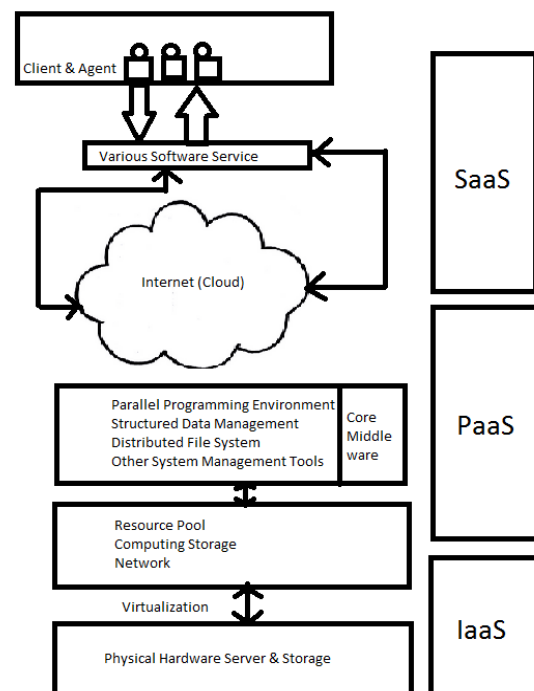 Client & Agent
Various Software Service
SaaS
Internet (Cloud)
Parallel Programming Environment
Structured Data Management
Distributed File System
Other System Management Tools
Core
Middle
ware
PaaS
Resource Pool
Computing Storage
Network
Virtualization
IaaS
Physical Hardware Server & Storage